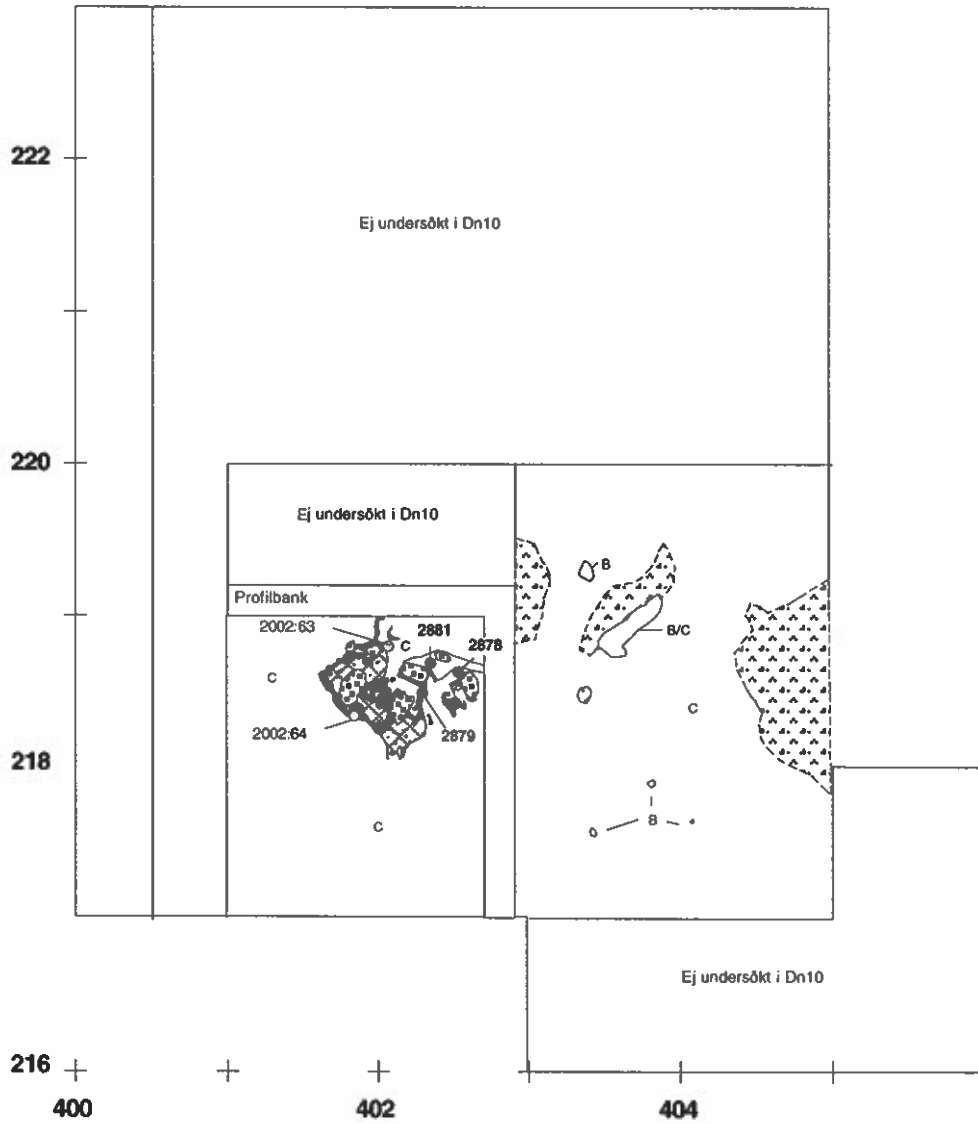 222
Ej undersökt i Dn10
220
Ej undersökt i Dn10
B
Profilbank
2002:63
C
2881
2878
B/C
C
C
2002:64
2879
218
C
B
Ej undersökt i Dn10
216
400
402
404